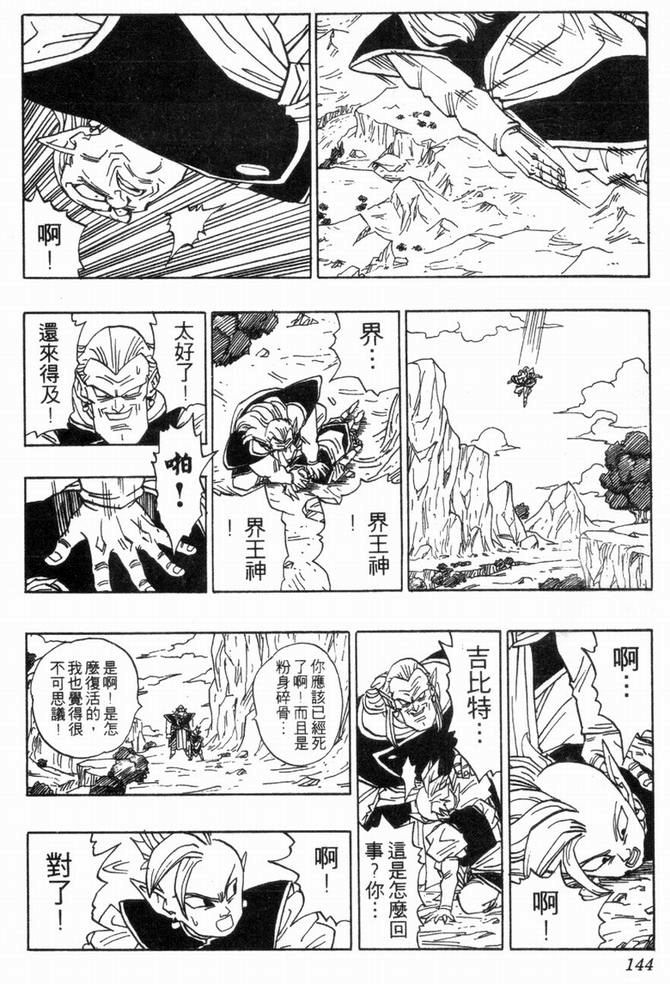 啊！
界…
界王神！
界王神！
太好了！
還來得及！
啪！
啊…
啊！
吉比特…
這是怎麼回
事？你…
你應該已經死
了啊！而且是
粉身碎骨…
是啊！是怎
麼復活的，
我也覺得很
不可思議！
啊！
對了！
144